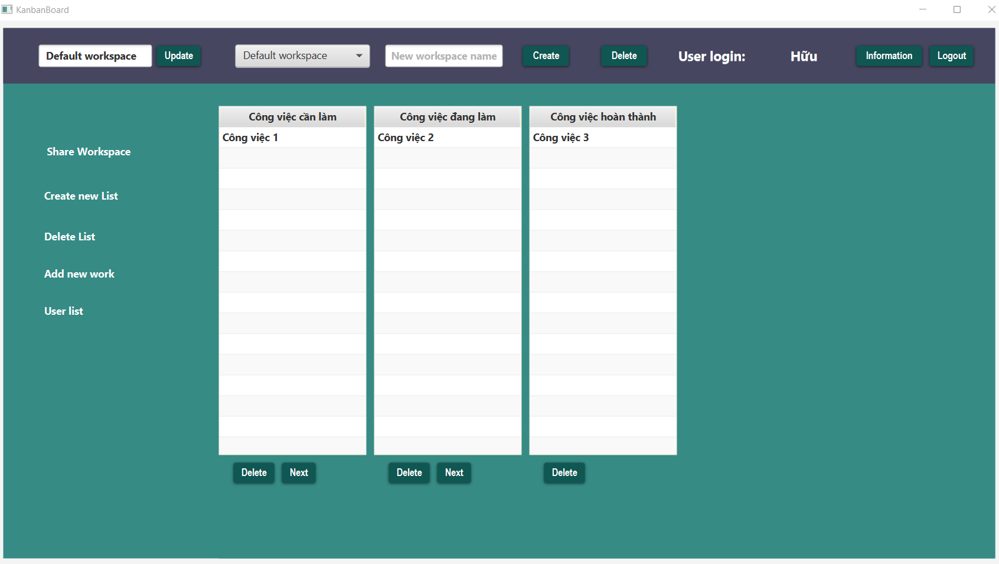 KanbanBoard
Default workspace Update Default workspace New workspace name Create Delete User login: Hữu Information Logout
Công việc cần làm Công việc đang làm Công việc hoàn thành
Công việc 1 Công việc 2 Công việc 3
Share Workspace
Create new List
Delete List
Add new work
User list
Delete Next Delete Next Delete